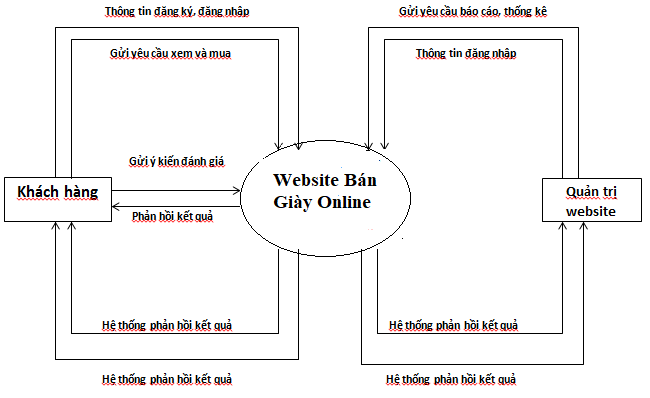 Thông tin đăng ký, đăng nhập
Gửi yêu cầu báo cáo, thống kê
Gửi yêu cầu xem và mua
Thông tin đăng nhập
Gửi ý kiến đánh giá
Khách hàng
Website Bán
Giày Online
Quản trị
website
Phản hồi kết quả
Hệ thống phản hồi kết quả
Hệ thống phản hồi kết quả
Hệ thống phản hồi kết quả
Hệ thống phản hồi kết quả